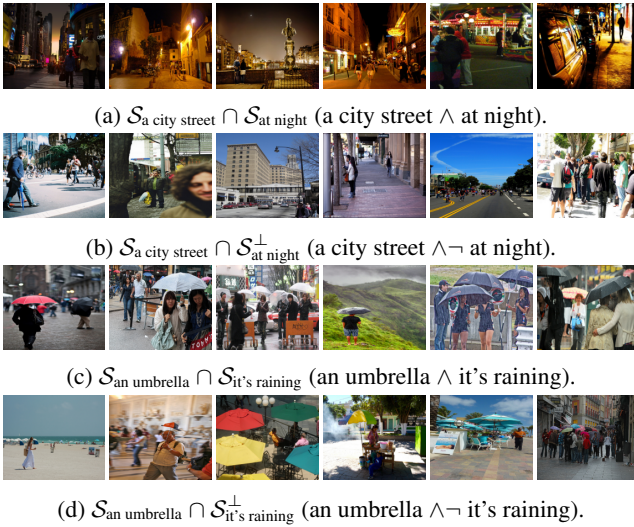 (a) 𝒮a city street ∩ 𝒮at night (a city street ∧ at night).
(b) 𝒮a city street ∩ 𝒮⊥at night (a city street ∧¬ at night).
(c) 𝒮an umbrella ∩ 𝒮it's raining (an umbrella ∧ it's raining).
(d) 𝒮an umbrella ∩ 𝒮⊥it's raining (an umbrella ∧¬ it's raining).